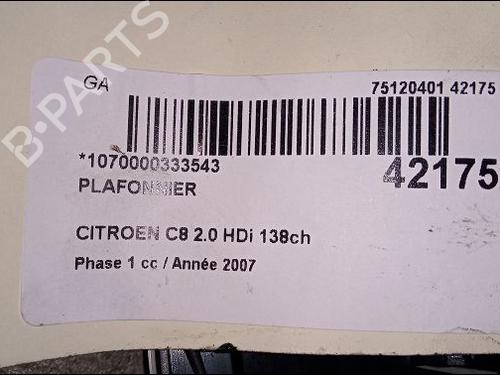 GA
75120401 42175
*1070000333543
42175
PLAFONNIER
CITROEN C8 2.0 HDi 138ch
Phase 1 cc / Année 2007
B-PARTS